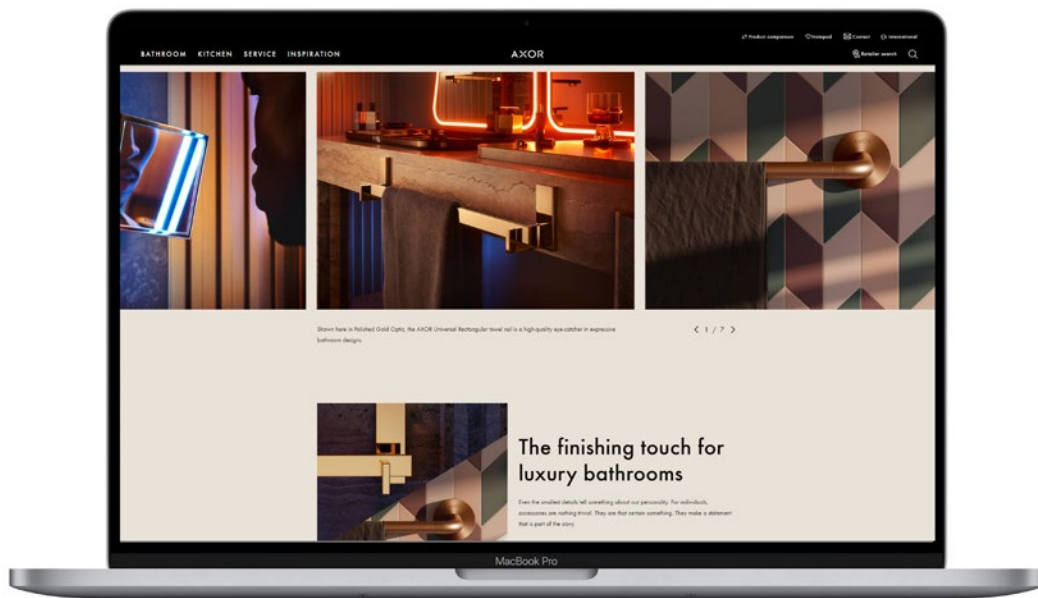 Product comparison Notepad Contact International
BATHROOM KITCHEN SERVICE INSPIRATION
AXOR
Retailer search
Shown here in Polished Gold Optic, the AXOR Universal Rectangular towel rail is a high-quality eye-catcher in expressive
bathroom designs.
1 / 7
The finishing touch for
luxury bathrooms
Even the smallest details tell something about our personality. For individuals,
accessories are nothing trivial. They are that certain something. They make a statement
that is part of the story.
MacBook Pro